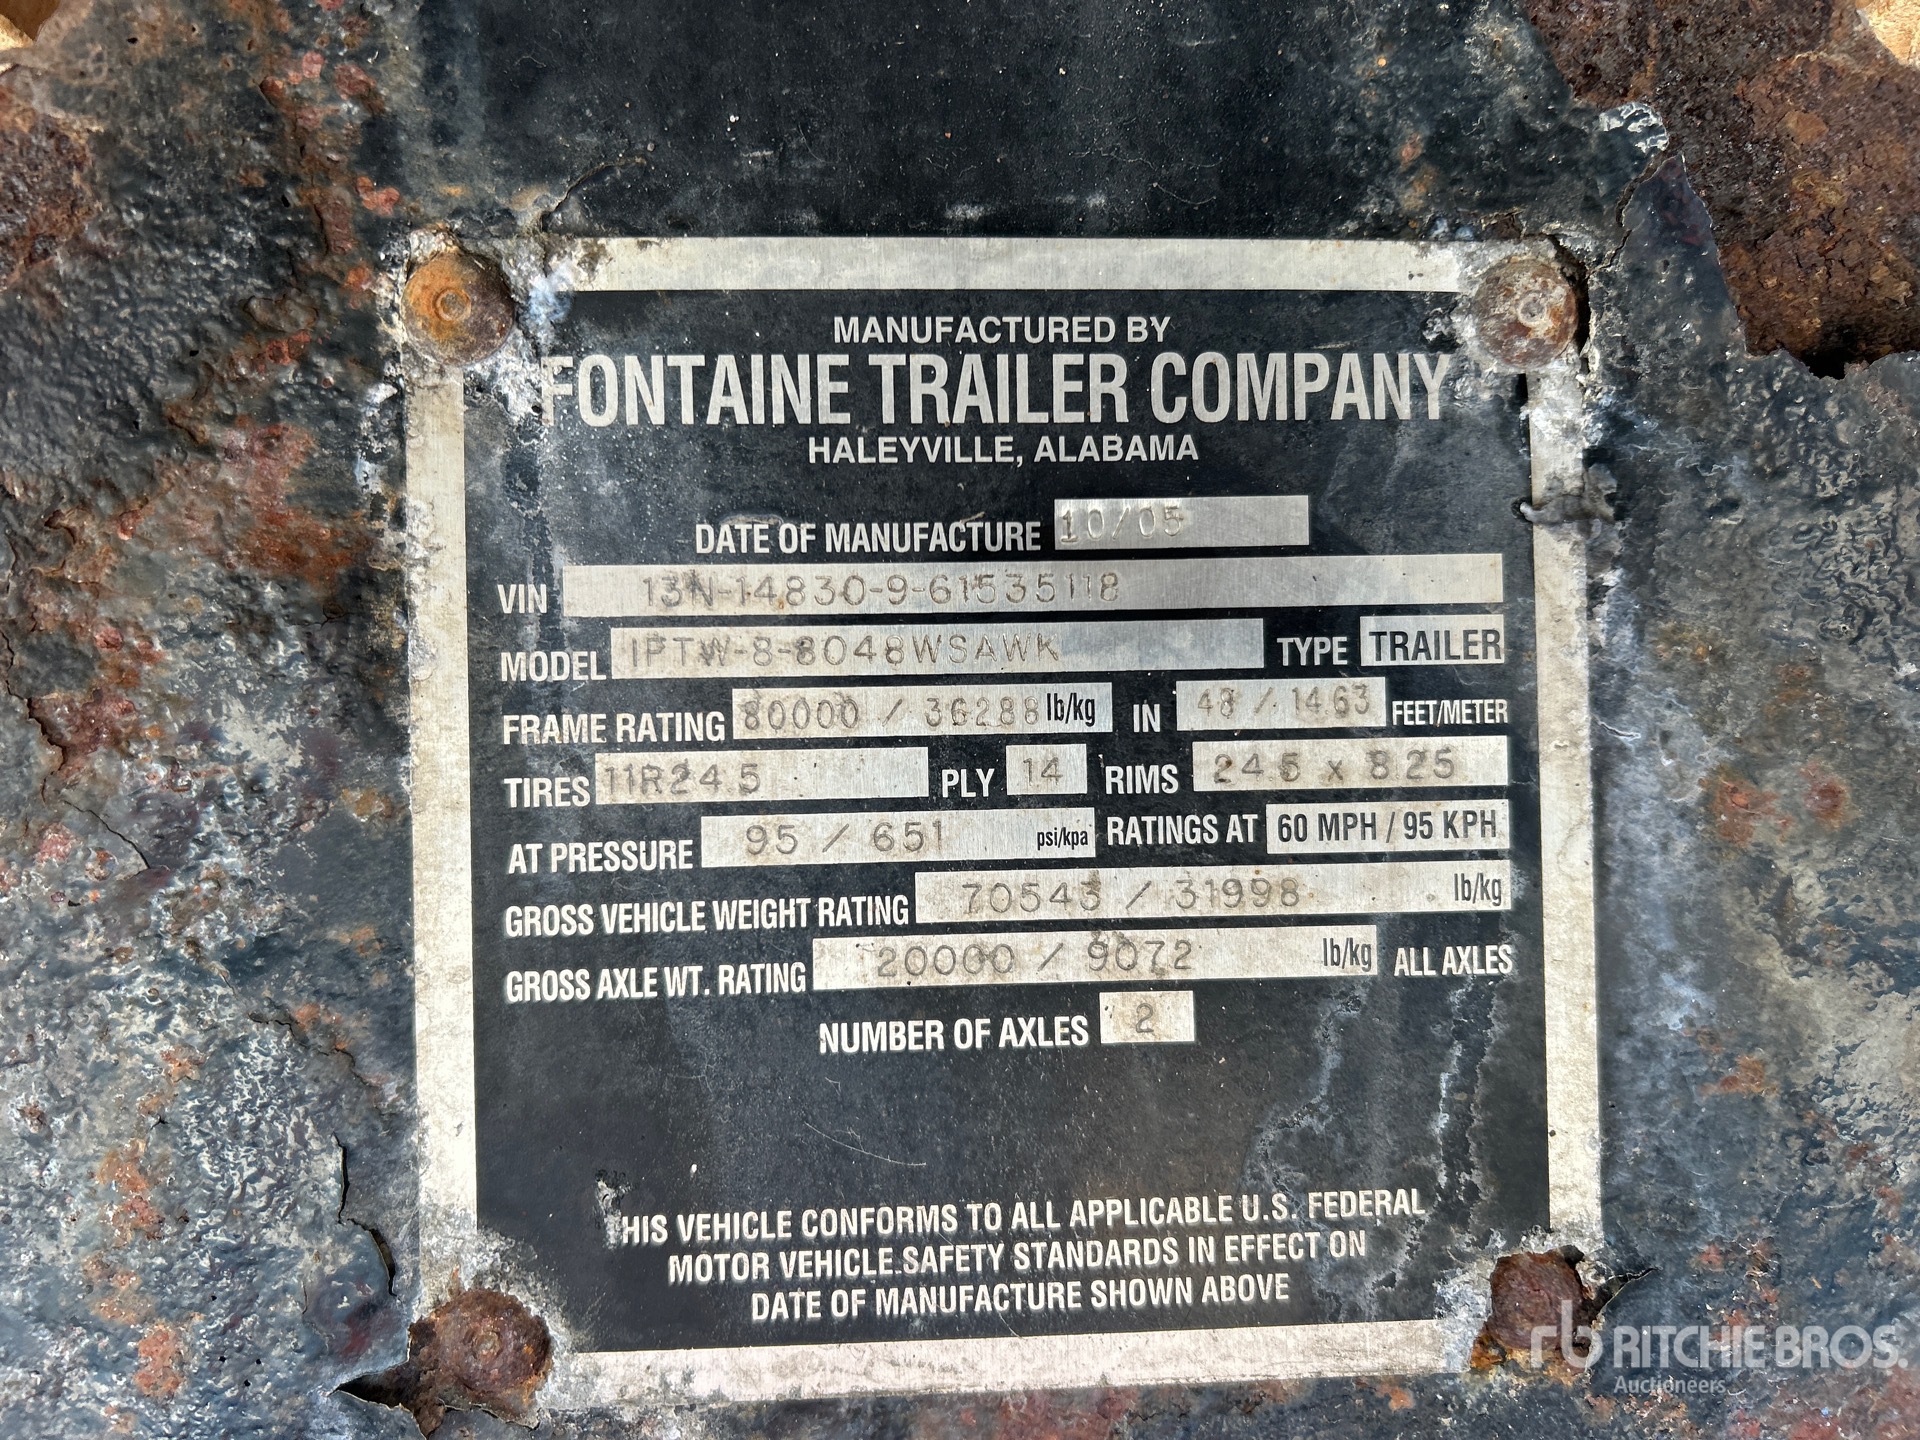 MANUFACTURED BY
FONTAINE TRAILER COMPANY
HALEYVILLE, ALABAMA
DATE OF MANUFACTURE 10/05
VIN 13N-14830-9-61535118
MODEL IFTW-8-8048WSAWK TYPE TRAILER
FRAME RATING 80000 / 36288 lb/kg IN 48 / 14.63 FEET/METER
TIRES 11R24.5 PLY 14 RIMS 24.5 x 8.25
AT PRESSURE 95 / 651 psi/kpa RATINGS AT 60 MPH / 95 KPH
GROSS VEHICLE WEIGHT RATING 70543 / 31998 lb/kg
GROSS AXLE WT. RATING 20000 / 9072 lb/kg ALL AXLES
NUMBER OF AXLES 2
THIS VEHICLE CONFORMS TO ALL APPLICABLE U.S. FEDERAL
MOTOR VEHICLE SAFETY STANDARDS IN EFFECT ON
DATE OF MANUFACTURE SHOWN ABOVE
rb RITCHIE BROS.
Auctioneers